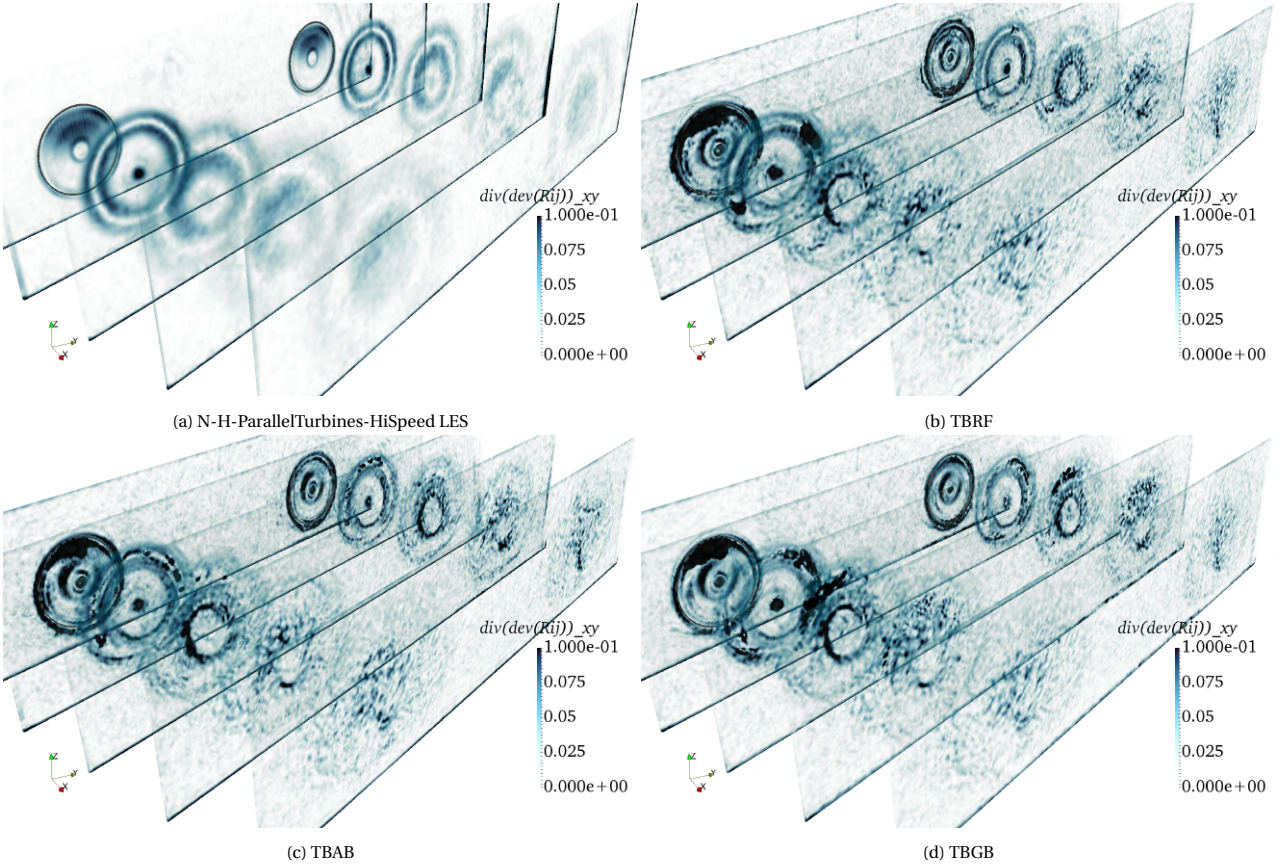 div(dev(Rij))_xy
1.000e-01
0.075
0.05
0.025
0.000e+00
Z
Y
X
(a) N-H-ParallelTurbines-HiSpeed LES
div(dev(Rij))_xy
1.000e-01
0.075
0.05
0.025
0.000e+00
Z
Y
X
(b) TBRF
div(dev(Rij))_xy
1.000e-01
0.075
0.05
0.025
0.000e+00
Z
Y
X
(c) TBAB
div(dev(Rij))_xy
1.000e-01
0.075
0.05
0.025
0.000e+00
Z
Y
X
(d) TBGB